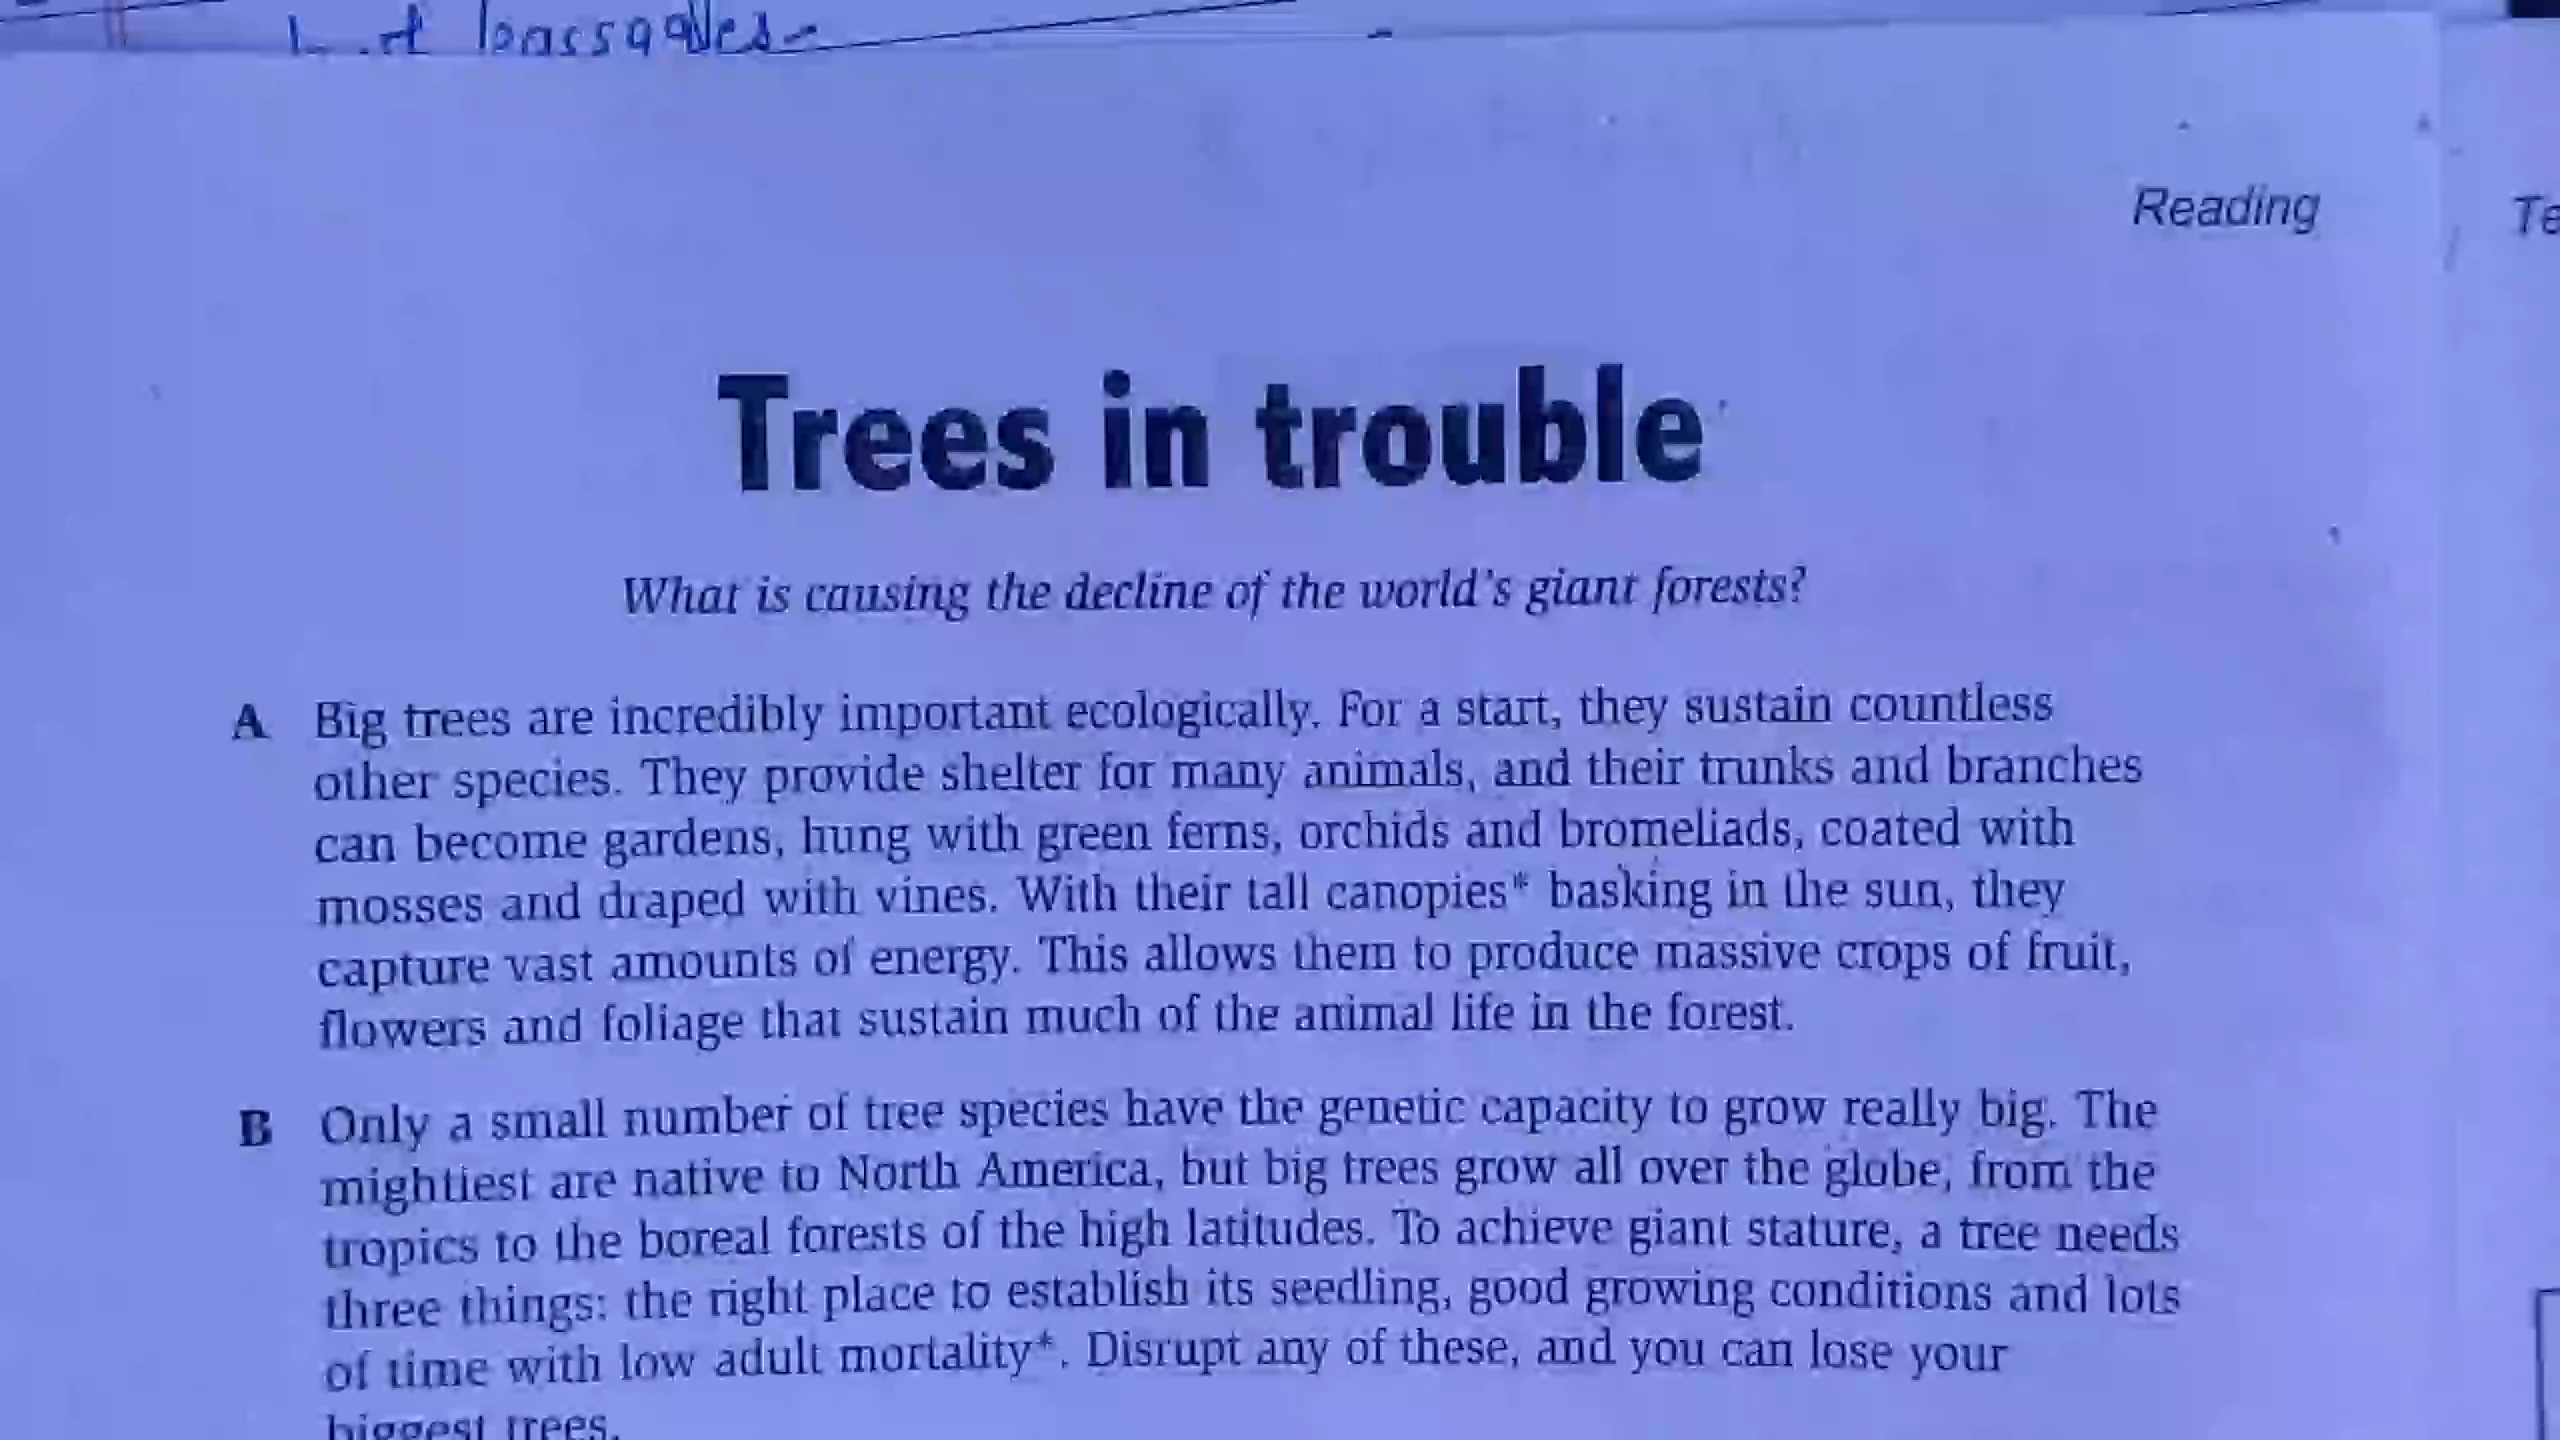 passages
Reading
Te
Trees in trouble
What is causing the decline of the world's giant forests?
A Big trees are incredibly important ecologically. For a start, they sustain countless
other species. They provide shelter for many animals, and their trunks and branches
can become gardens, hung with green ferns, orchids and bromeliads, coated with
mosses and draped with vines. With their tall canopies* basking in the sun, they
capture vast amounts of energy. This allows them to produce massive crops of fruit,
flowers and foliage that sustain much of the animal life in the forest.
B Only a small number of tree species have the genetic capacity to grow really big. The
mightiest are native to North America, but big trees grow all over the globe, from the
tropics to the boreal forests of the high latitudes. To achieve giant stature, a tree needs
three things: the right place to establish its seedling, good growing conditions and lots
of time with low adult mortality*. Disrupt any of these, and you can lose your
biggest trees.